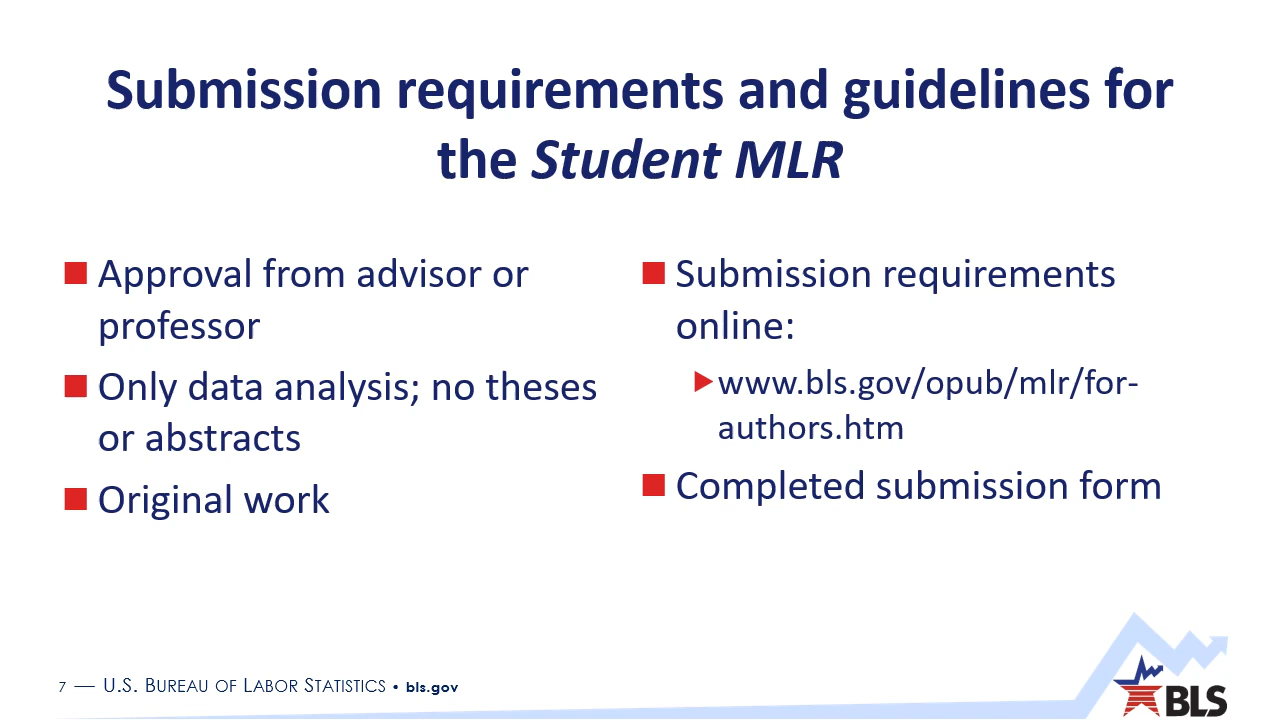 Submission requirements and guidelines for
the Student MLR
Approval from advisor or
professor
Only data analysis; no theses
or abstracts
Original work
Submission requirements
online:
www.bls.gov/opub/mlr/for-
authors.htm
Completed submission form
7 — U.S. BUREAU OF LABOR STATISTICS • bls.gov
BLS